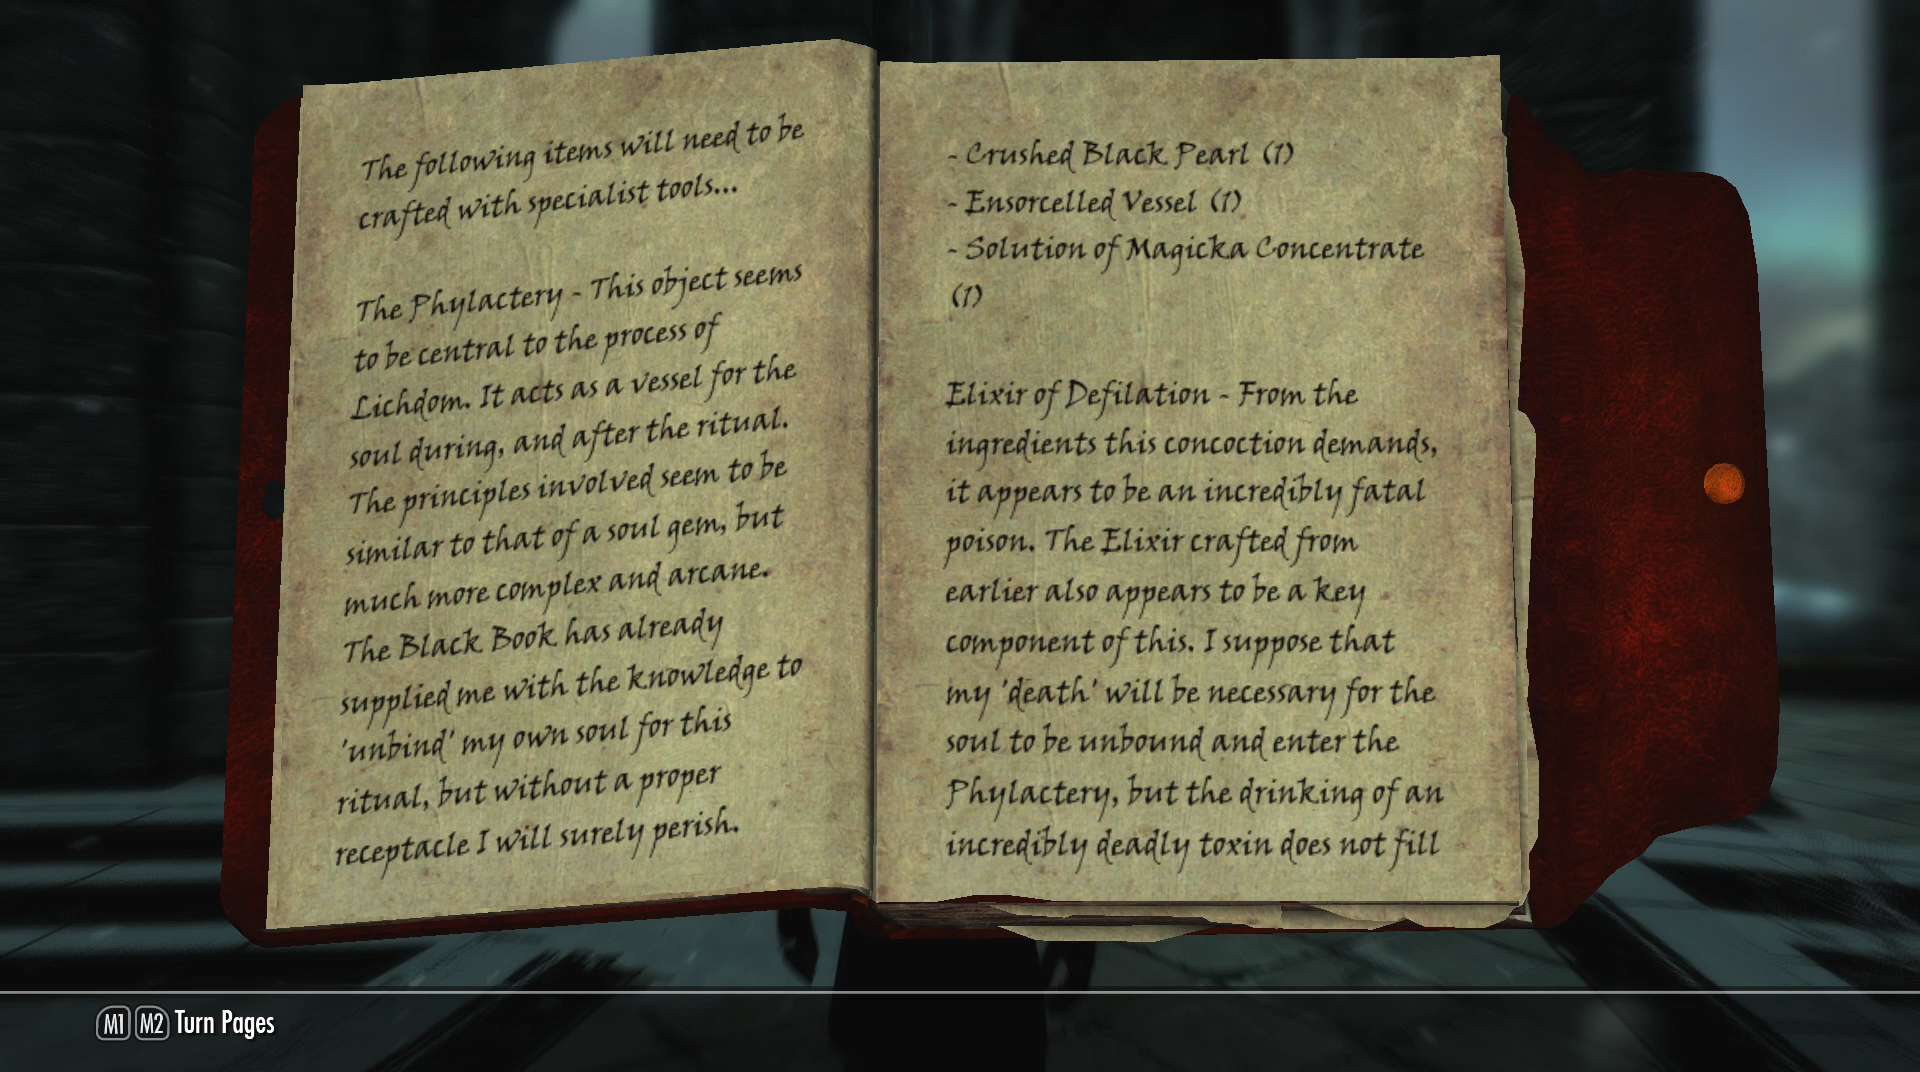 The following items will need to be
crafted with specialist tools...
The Phylactery - This object seems
to be central to the process of
Lichdom. It acts as a vessel for the
soul during, and after the ritual.
The principles involved seem to be
similar to that of a soul gem, but
much more complex and arcane.
The Black Book has already
supplied me with the knowledge to
'unbind' my own soul for this
ritual, but without a proper
receptacle I will surely perish.
- Crushed Black Pearl (1)
- Ensorcelled Vessel (1)
- Solution of Magicka Concentrate
(1)
Elixir of Defilation - From the
ingredients this concoction demands,
it appears to be an incredibly fatal
poison. The Elixir crafted from
earlier also appears to be a key
component of this. I suppose that
my 'death' will be necessary for the
soul to be unbound and enter the
Phylactery, but the drinking of an
incredibly deadly toxin does not fill
M1 M2 Turn Pages